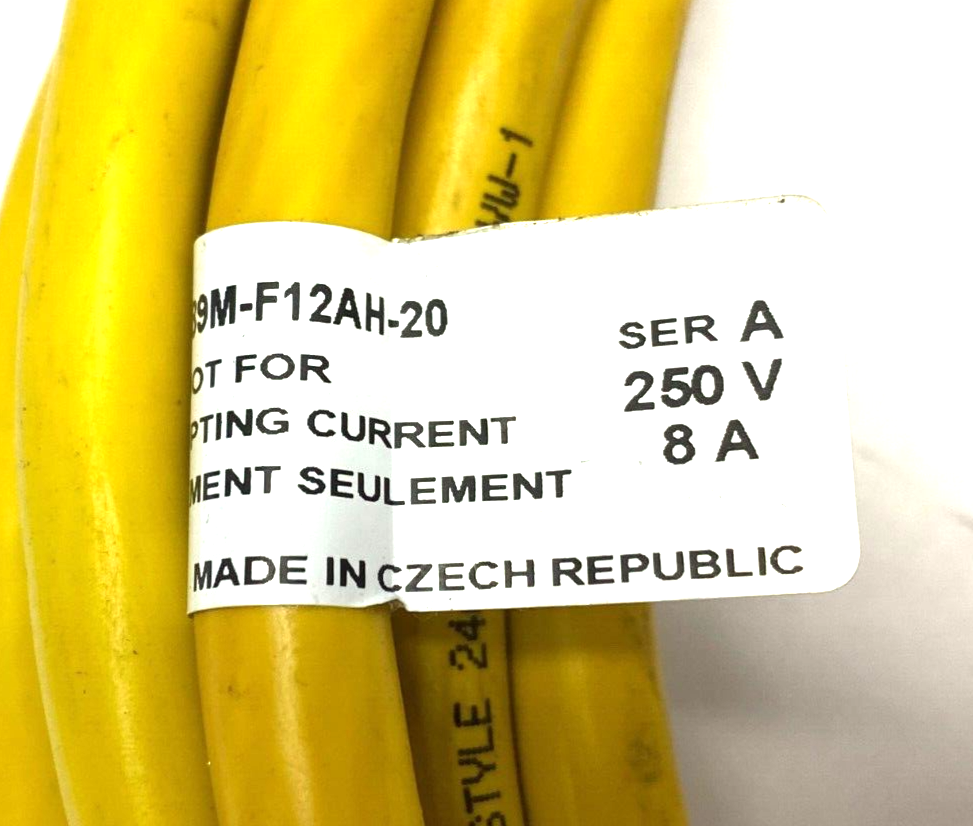 89M-F12AH-20
SER A
OT FOR
250 V
PTING CURRENT
8 A
MENT SEULEMENT
MADE IN CZECH REPUBLIC
VW-1
STYLE 24